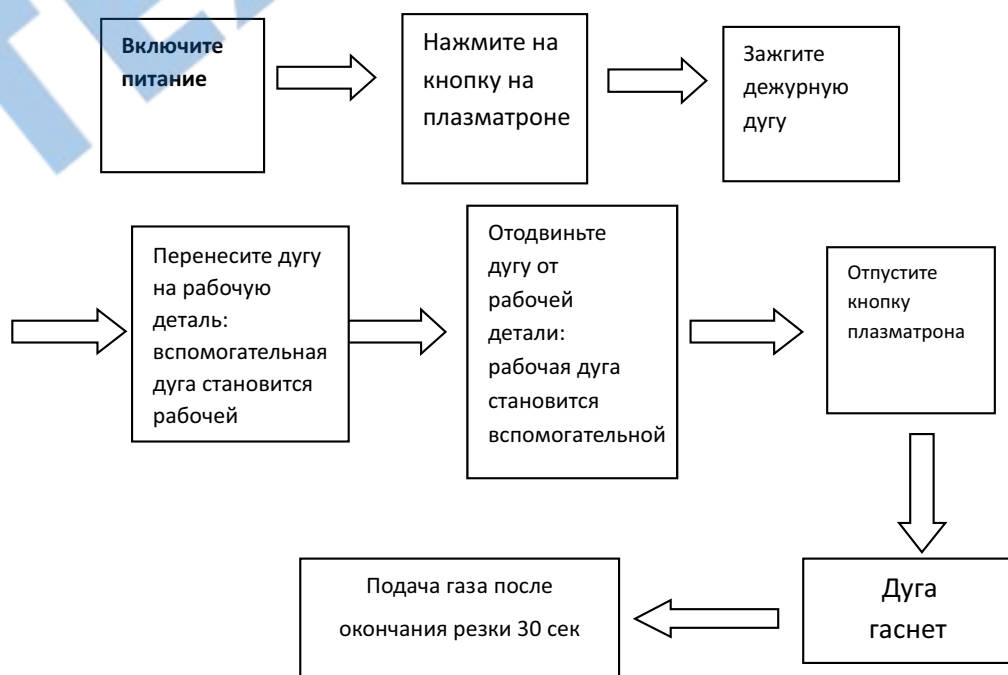 Включите
питание
Нажмите на
кнопку на
плазматроне
Зажгите
дежурную
дугу
Перенесите дугу
на рабочую
деталь:
вспомогательная
дуга становится
рабочей
Отодвиньте
дугу от
рабочей
детали:
рабочая дуга
становится
вспомогательной
Отпустите
кнопку
плазматрона
Дуга
гаснет
Подача газа после
окончания резки 30 сек